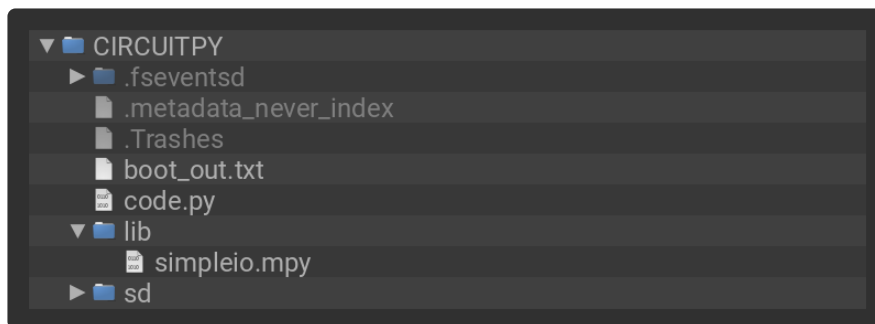 CIRCUITPY
.fseventsd
.metadata_never_index
.Trashes
boot_out.txt
code.py
lib
simpleio.mpy
sd